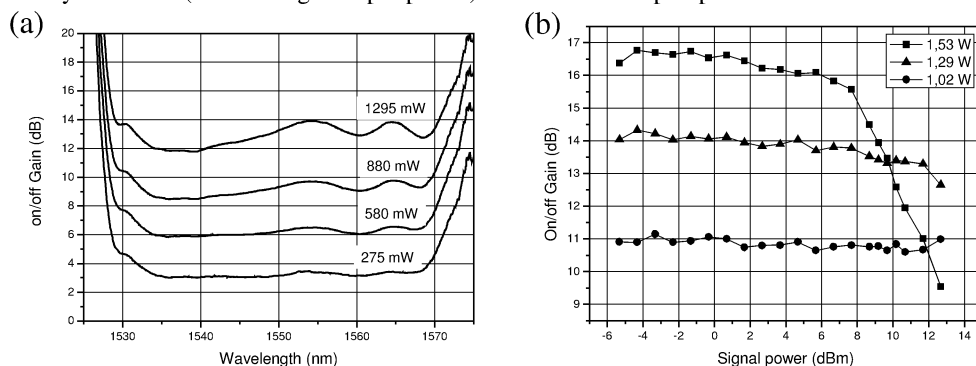 (a)
20
18
16
14
12
10
8
6
4
2
0
on/off Gain (dB)
1295 mW
880 mW
580 mW
275 mW
1530 1540 1550 1560 1570
Wavelength (nm)
(b)
17
16
15
14
13
12
11
10
9
On/off Gain (dB)
1,53 W
1,29 W
1,02 W
-6 -4 -2 0 2 4 6 8 10 12 14
Signal power (dBm)